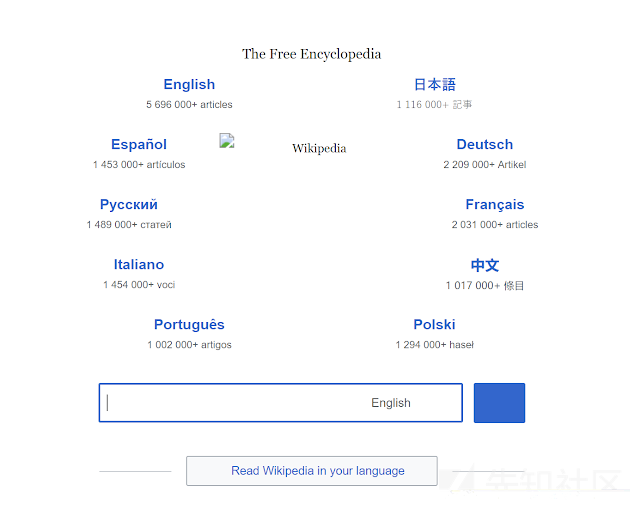 The Free Encyclopedia
English
5 696 000+ articles
日本語
1 116 000+ 記事
Español
1 453 000+ artículos
Wikipedia
Deutsch
2 209 000+ Artikel
Русский
1 489 000+ статей
Français
2 031 000+ articles
Italiano
1 454 000+ voci
中文
1 017 000+ 條目
Português
1 002 000+ artigos
Polski
1 294 000+ haseł
English
Read Wikipedia in your language
先知社区